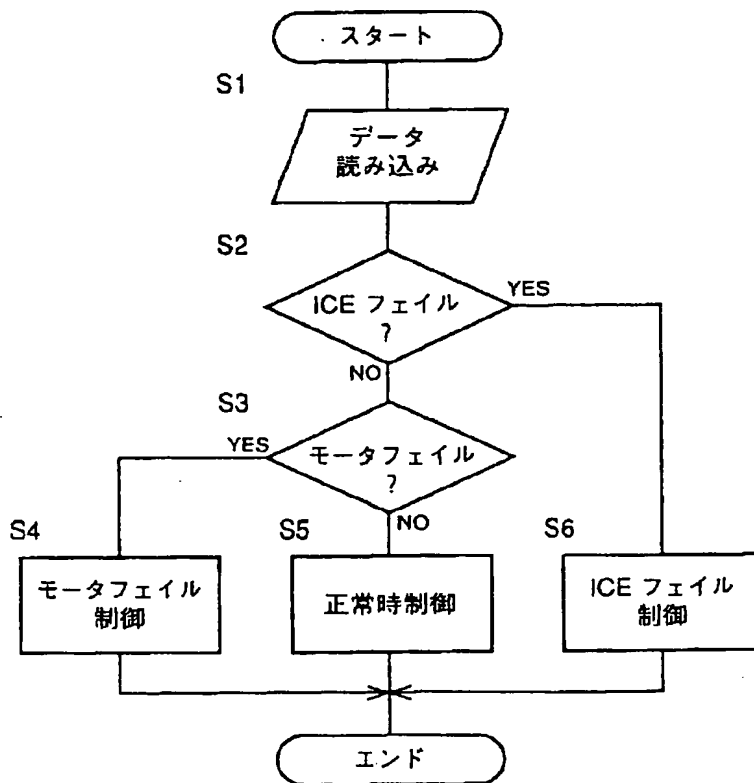 スタート
S1
データ
読み込み
S2
ICE フェイル
?
YES
NO
S3
YES
モータフェイル
?
NO
S4
モータフェイル
制御
S5
正常時制御
S6
ICE フェイル
制御
エンド